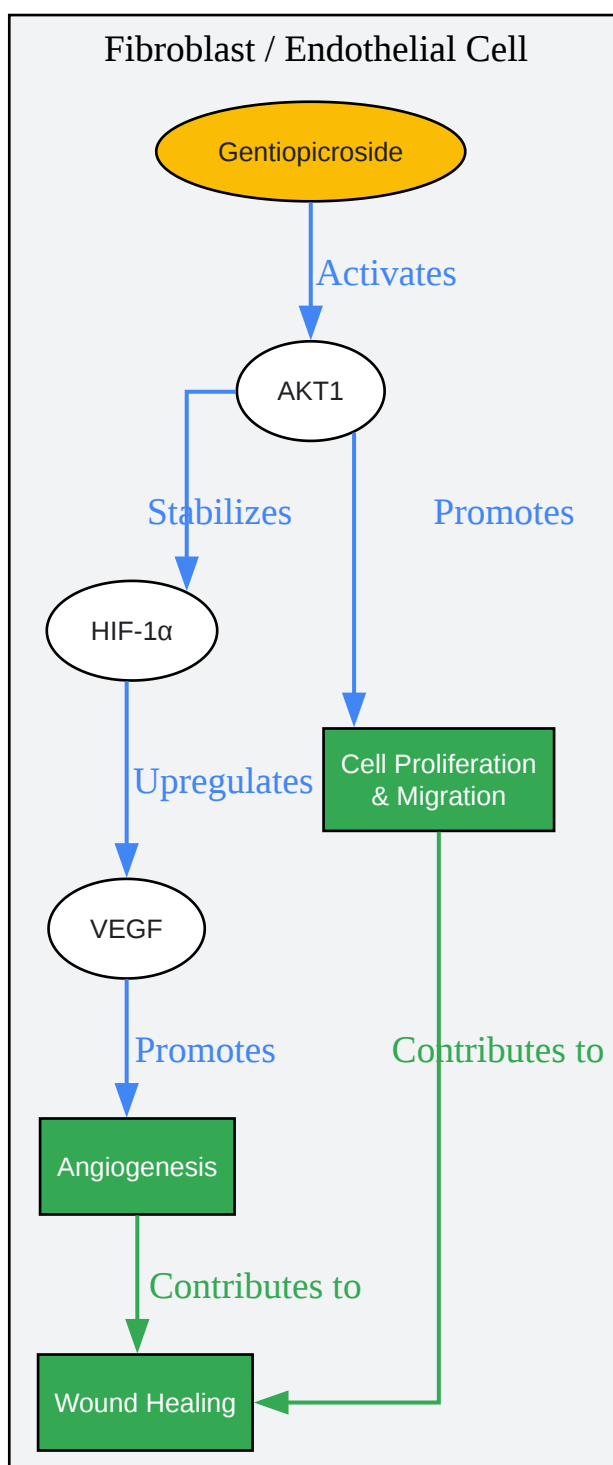 Fibroblast / Endothelial Cell
Gentiopicroside
Activates
AKT1
Stabilizes
Promotes
HIF-1α
Upregulates
Cell Proliferation
& Migration
VEGF
Promotes
Contributes to
Angiogenesis
Contributes to
Wound Healing